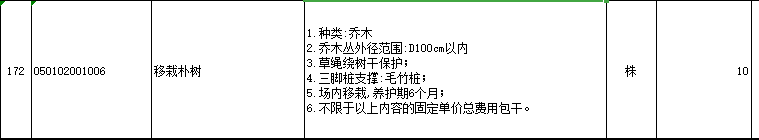 1.种类:乔木
2.乔木丛外径范围:D100cm以内
3.草绳绕树干保护；
172 050102001006 移栽朴树 4.三脚桩支撑:毛竹桩； 株 10
5.场内移栽,养护期6个月；
6.不限于以上内容的固定单价总费用包干。